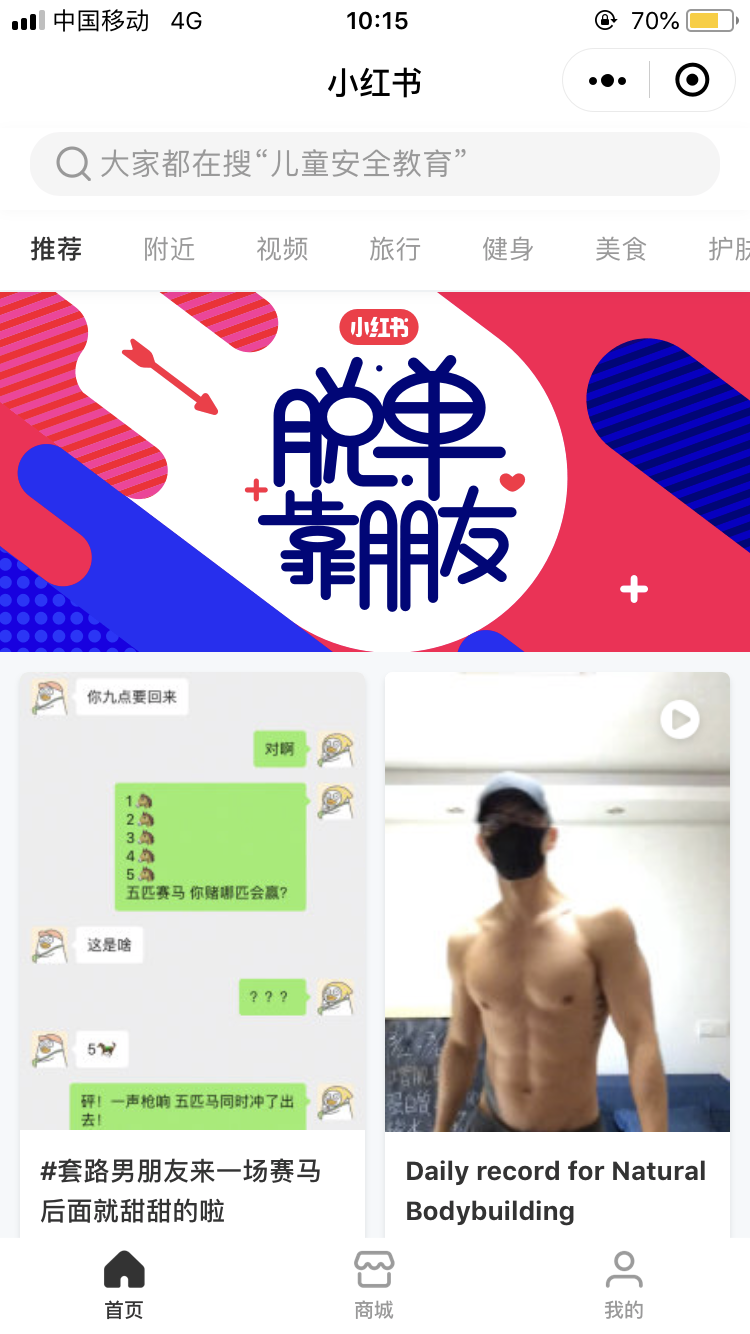 中国移动 4G 10:15 70%
小红书
大家都在搜“儿童安全教育”
推荐 附近 视频 旅行 健身 美食 护肤
小红书
脱单
靠朋友
你九点要回来
对啊
1🐴
2🐴
3🐴
4🐴
5🐴
五匹赛马 你赌哪匹会赢?
这是啥
? ? ?
5🐎
砰！一声枪响 五匹马同时冲了出
去!
#套路男朋友来一场赛马
后面就甜甜的啦
Daily record for Natural
Bodybuilding
首页 商城 我的